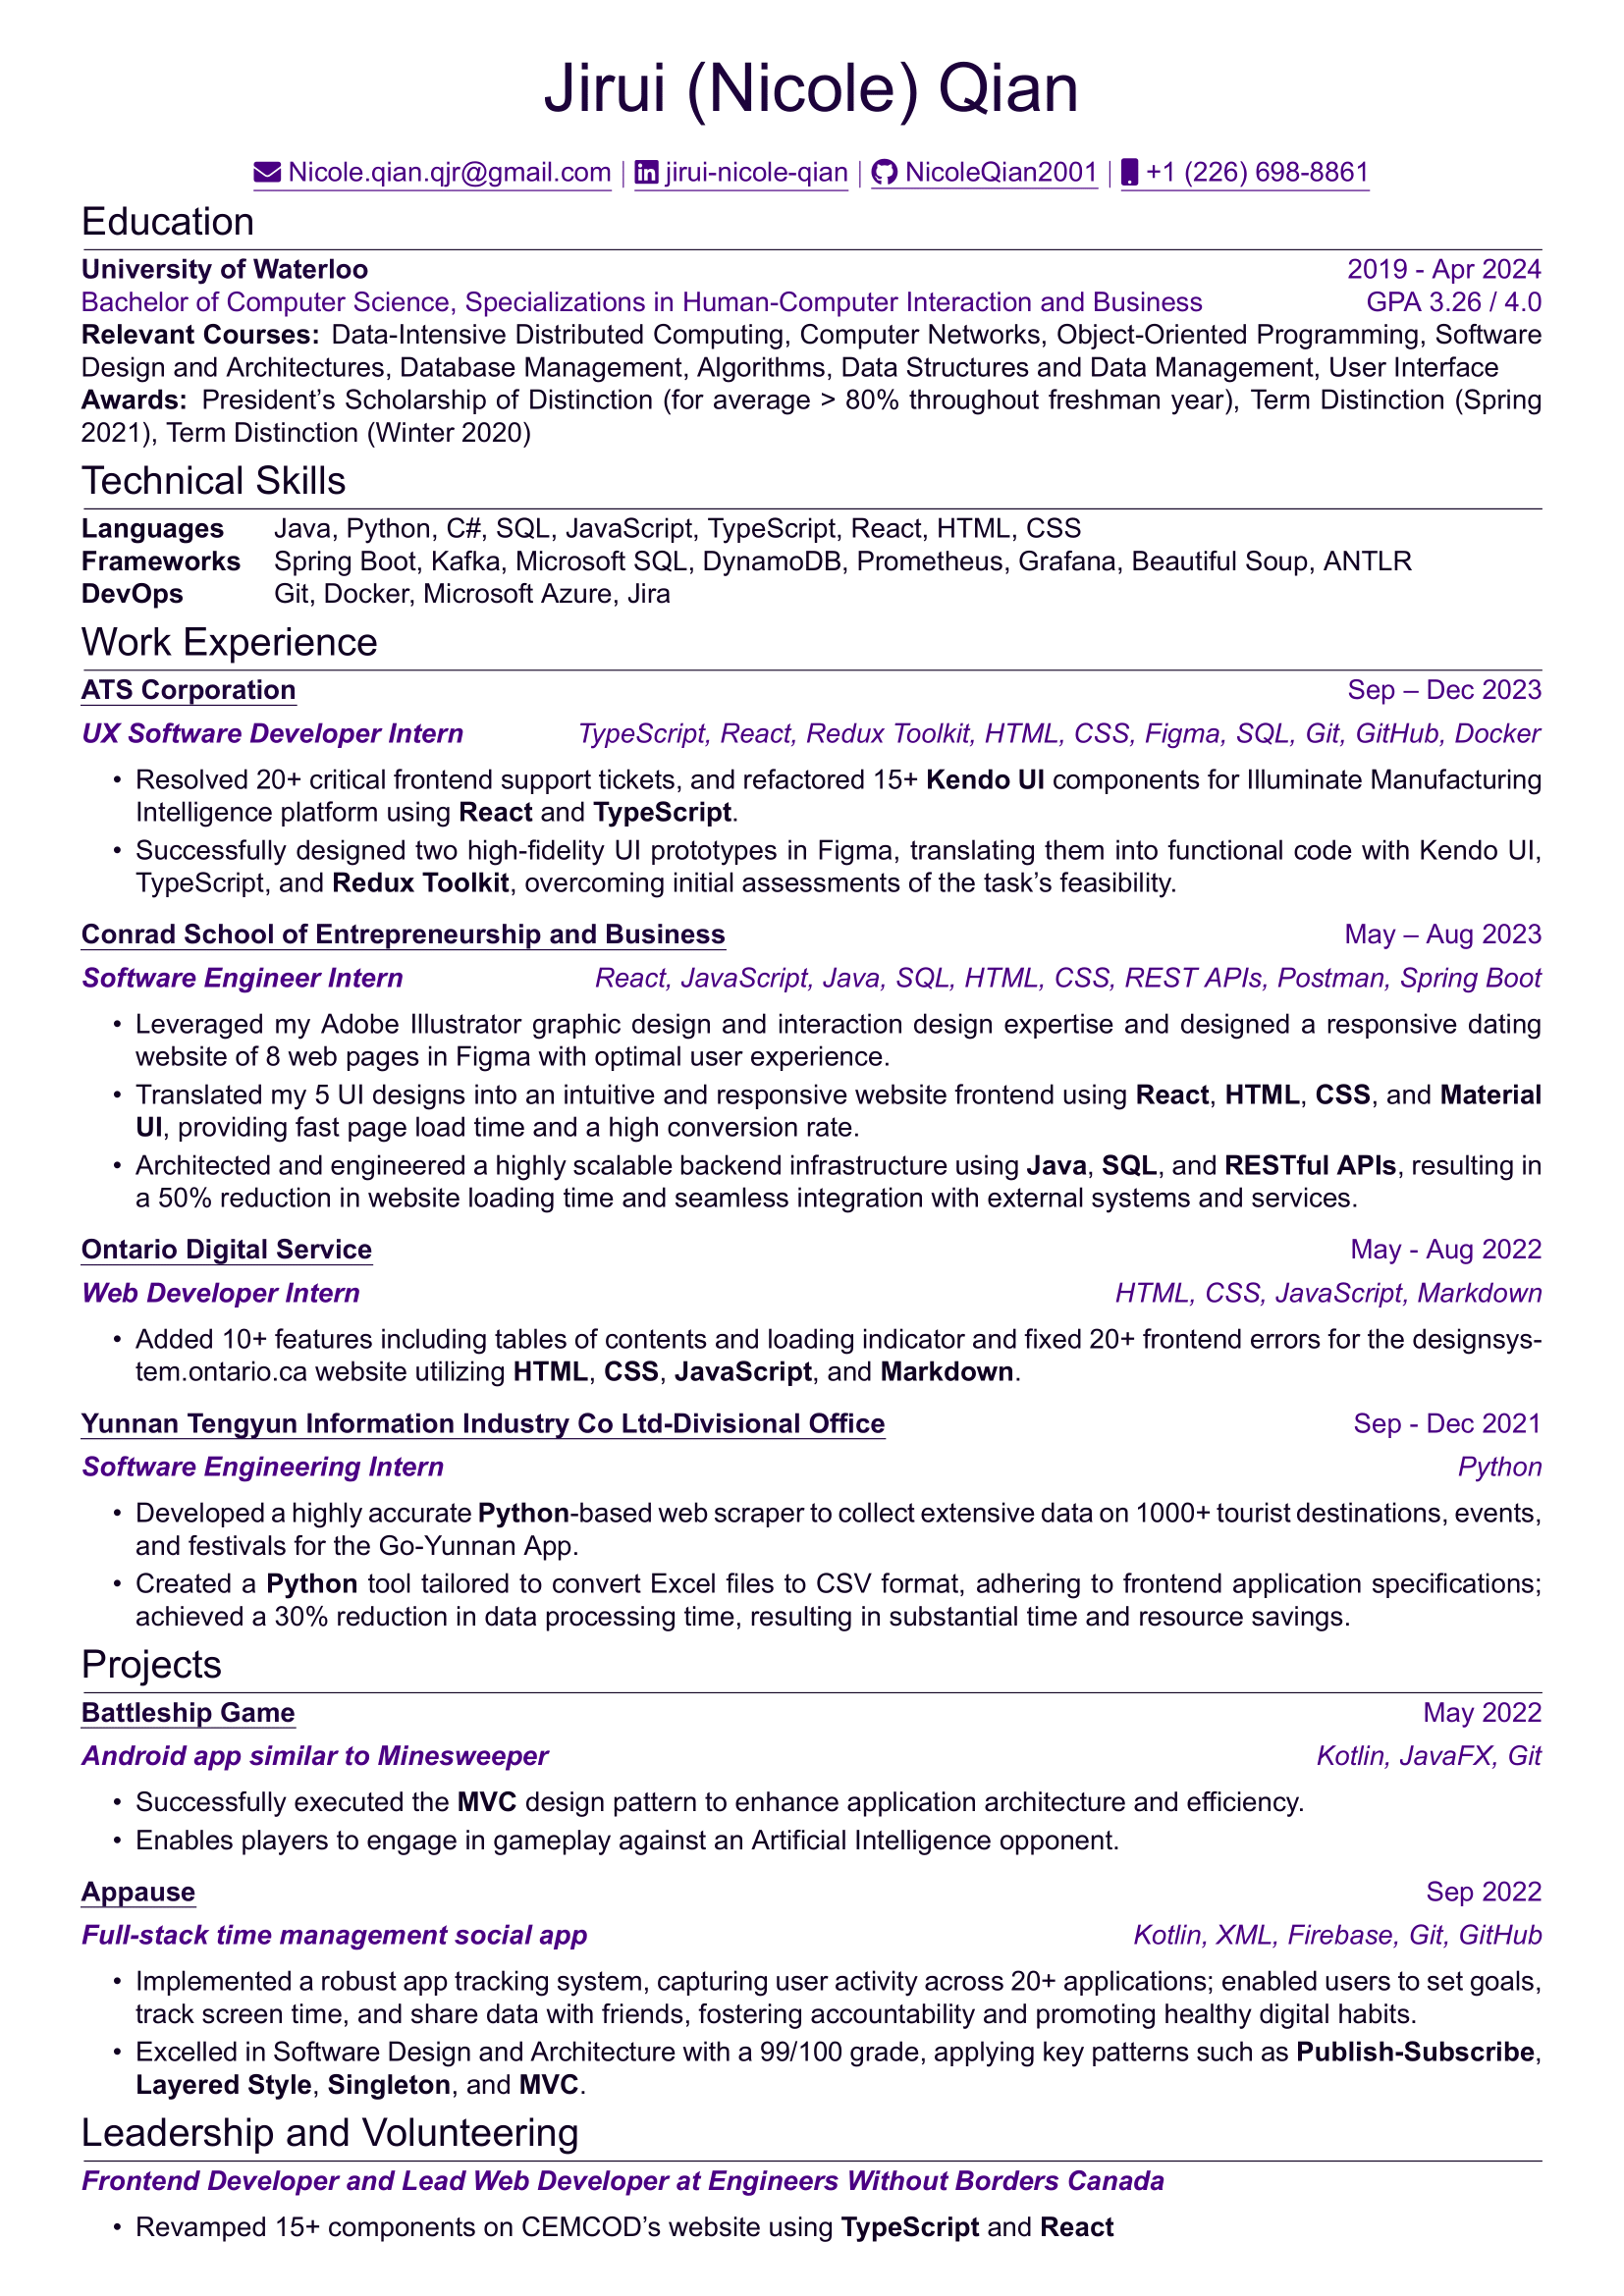 Jirui (Nicole) Qian
Nicole.qian.qjr@gmail.com | jirui-nicole-qian | NicoleQian2001 | +1 (226) 698-8861
Education
University of Waterloo 2019 - Apr 2024
Bachelor of Computer Science, Specializations in Human-Computer Interaction and Business GPA 3.26 / 4.0
Relevant Courses: Data-Intensive Distributed Computing, Computer Networks, Object-Oriented Programming, Software
Design and Architectures, Database Management, Algorithms, Data Structures and Data Management, User Interface
Awards: President's Scholarship of Distinction (for average > 80% throughout freshman year), Term Distinction (Spring
2021), Term Distinction (Winter 2020)
Technical Skills
Languages Java, Python, C#, SQL, JavaScript, TypeScript, React, HTML, CSS
Frameworks Spring Boot, Kafka, Microsoft SQL, DynamoDB, Prometheus, Grafana, Beautiful Soup, ANTLR
DevOps Git, Docker, Microsoft Azure, Jira
Work Experience
ATS Corporation Sep – Dec 2023
UX Software Developer Intern TypeScript, React, Redux Toolkit, HTML, CSS, Figma, SQL, Git, GitHub, Docker
• Resolved 20+ critical frontend support tickets, and refactored 15+ Kendo UI components for Illuminate Manufacturing
Intelligence platform using React and TypeScript.
• Successfully designed two high-fidelity UI prototypes in Figma, translating them into functional code with Kendo UI,
TypeScript, and Redux Toolkit, overcoming initial assessments of the task's feasibility.
Conrad School of Entrepreneurship and Business May – Aug 2023
Software Engineer Intern React, JavaScript, Java, SQL, HTML, CSS, REST APIs, Postman, Spring Boot
• Leveraged my Adobe Illustrator graphic design and interaction design expertise and designed a responsive dating
website of 8 web pages in Figma with optimal user experience.
• Translated my 5 UI designs into an intuitive and responsive website frontend using React, HTML, CSS, and Material
UI, providing fast page load time and a high conversion rate.
• Architected and engineered a highly scalable backend infrastructure using Java, SQL, and RESTful APIs, resulting in
a 50% reduction in website loading time and seamless integration with external systems and services.
Ontario Digital Service May - Aug 2022
Web Developer Intern HTML, CSS, JavaScript, Markdown
• Added 10+ features including tables of contents and loading indicator and fixed 20+ frontend errors for the designsys-
tem.ontario.ca website utilizing HTML, CSS, JavaScript, and Markdown.
Yunnan Tengyun Information Industry Co Ltd-Divisional Office Sep - Dec 2021
Software Engineering Intern Python
• Developed a highly accurate Python-based web scraper to collect extensive data on 1000+ tourist destinations, events,
and festivals for the Go-Yunnan App.
• Created a Python tool tailored to convert Excel files to CSV format, adhering to frontend application specifications;
achieved a 30% reduction in data processing time, resulting in substantial time and resource savings.
Projects
Battleship Game May 2022
Android app similar to Minesweeper Kotlin, JavaFX, Git
• Successfully executed the MVC design pattern to enhance application architecture and efficiency.
• Enables players to engage in gameplay against an Artificial Intelligence opponent.
Appause Sep 2022
Full-stack time management social app Kotlin, XML, Firebase, Git, GitHub
• Implemented a robust app tracking system, capturing user activity across 20+ applications; enabled users to set goals,
track screen time, and share data with friends, fostering accountability and promoting healthy digital habits.
• Excelled in Software Design and Architecture with a 99/100 grade, applying key patterns such as Publish-Subscribe,
Layered Style, Singleton, and MVC.
Leadership and Volunteering
Frontend Developer and Lead Web Developer at Engineers Without Borders Canada
• Revamped 15+ components on CEMCOD's website using TypeScript and React